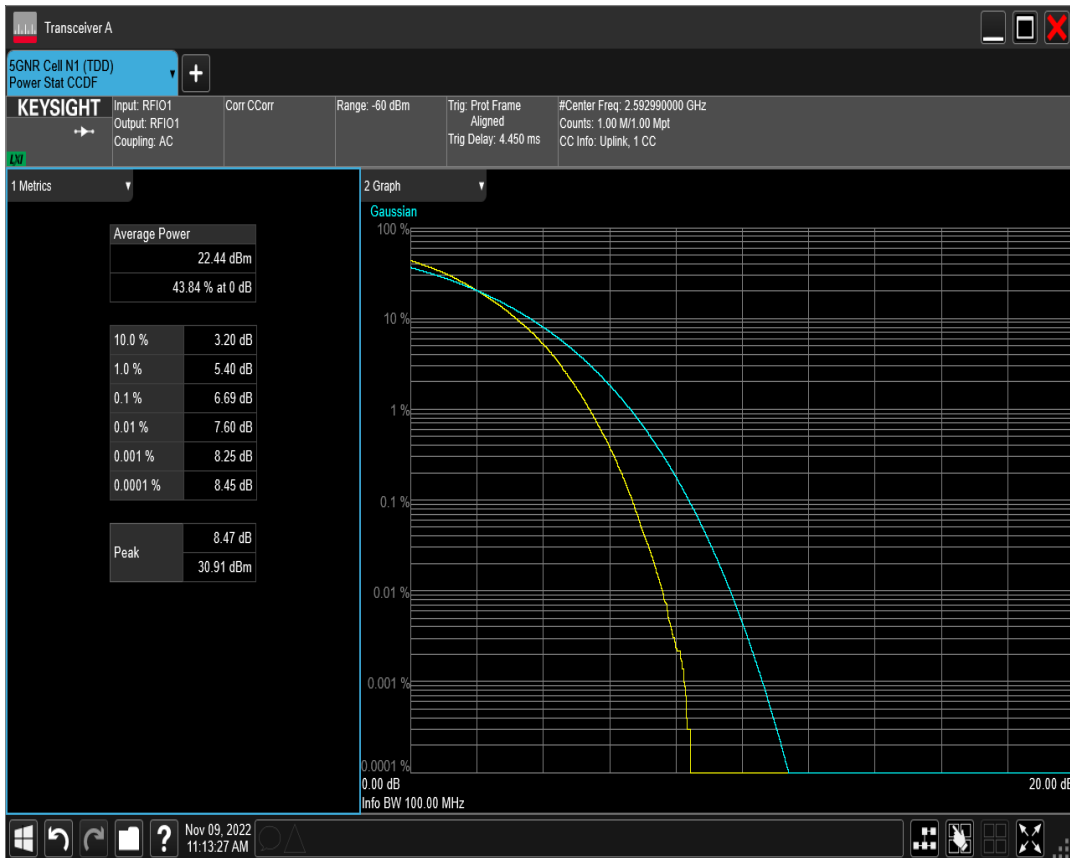 Transceiver A
5GNR Cell N1 (TDD)
Power Stat CCDF
+
KEYSIGHT
LXI
Input: RFIO1
Output: RFIO1
Coupling: AC
Corr CCorr
Range: -60 dBm
Trig: Prot Frame
Aligned
Trig Delay: 4.450 ms
#Center Freq: 2.592990000 GHz
Counts: 1.00 M/1.00 Mpt
CC Info: Uplink, 1 CC
1 Metrics
Average Power
22.44 dBm
43.84 % at 0 dB
10.0 % 3.20 dB
1.0 % 5.40 dB
0.1 % 6.69 dB
0.01 % 7.60 dB
0.001 % 8.25 dB
0.0001 % 8.45 dB
Peak 8.47 dB
30.91 dBm
2 Graph
Gaussian
100 %
10 %
1 %
0.1 %
0.01 %
0.001 %
0.0001 %
0.00 dB 20.00 dB
Info BW 100.00 MHz
?
Nov 09, 2022
11:13:27 AM